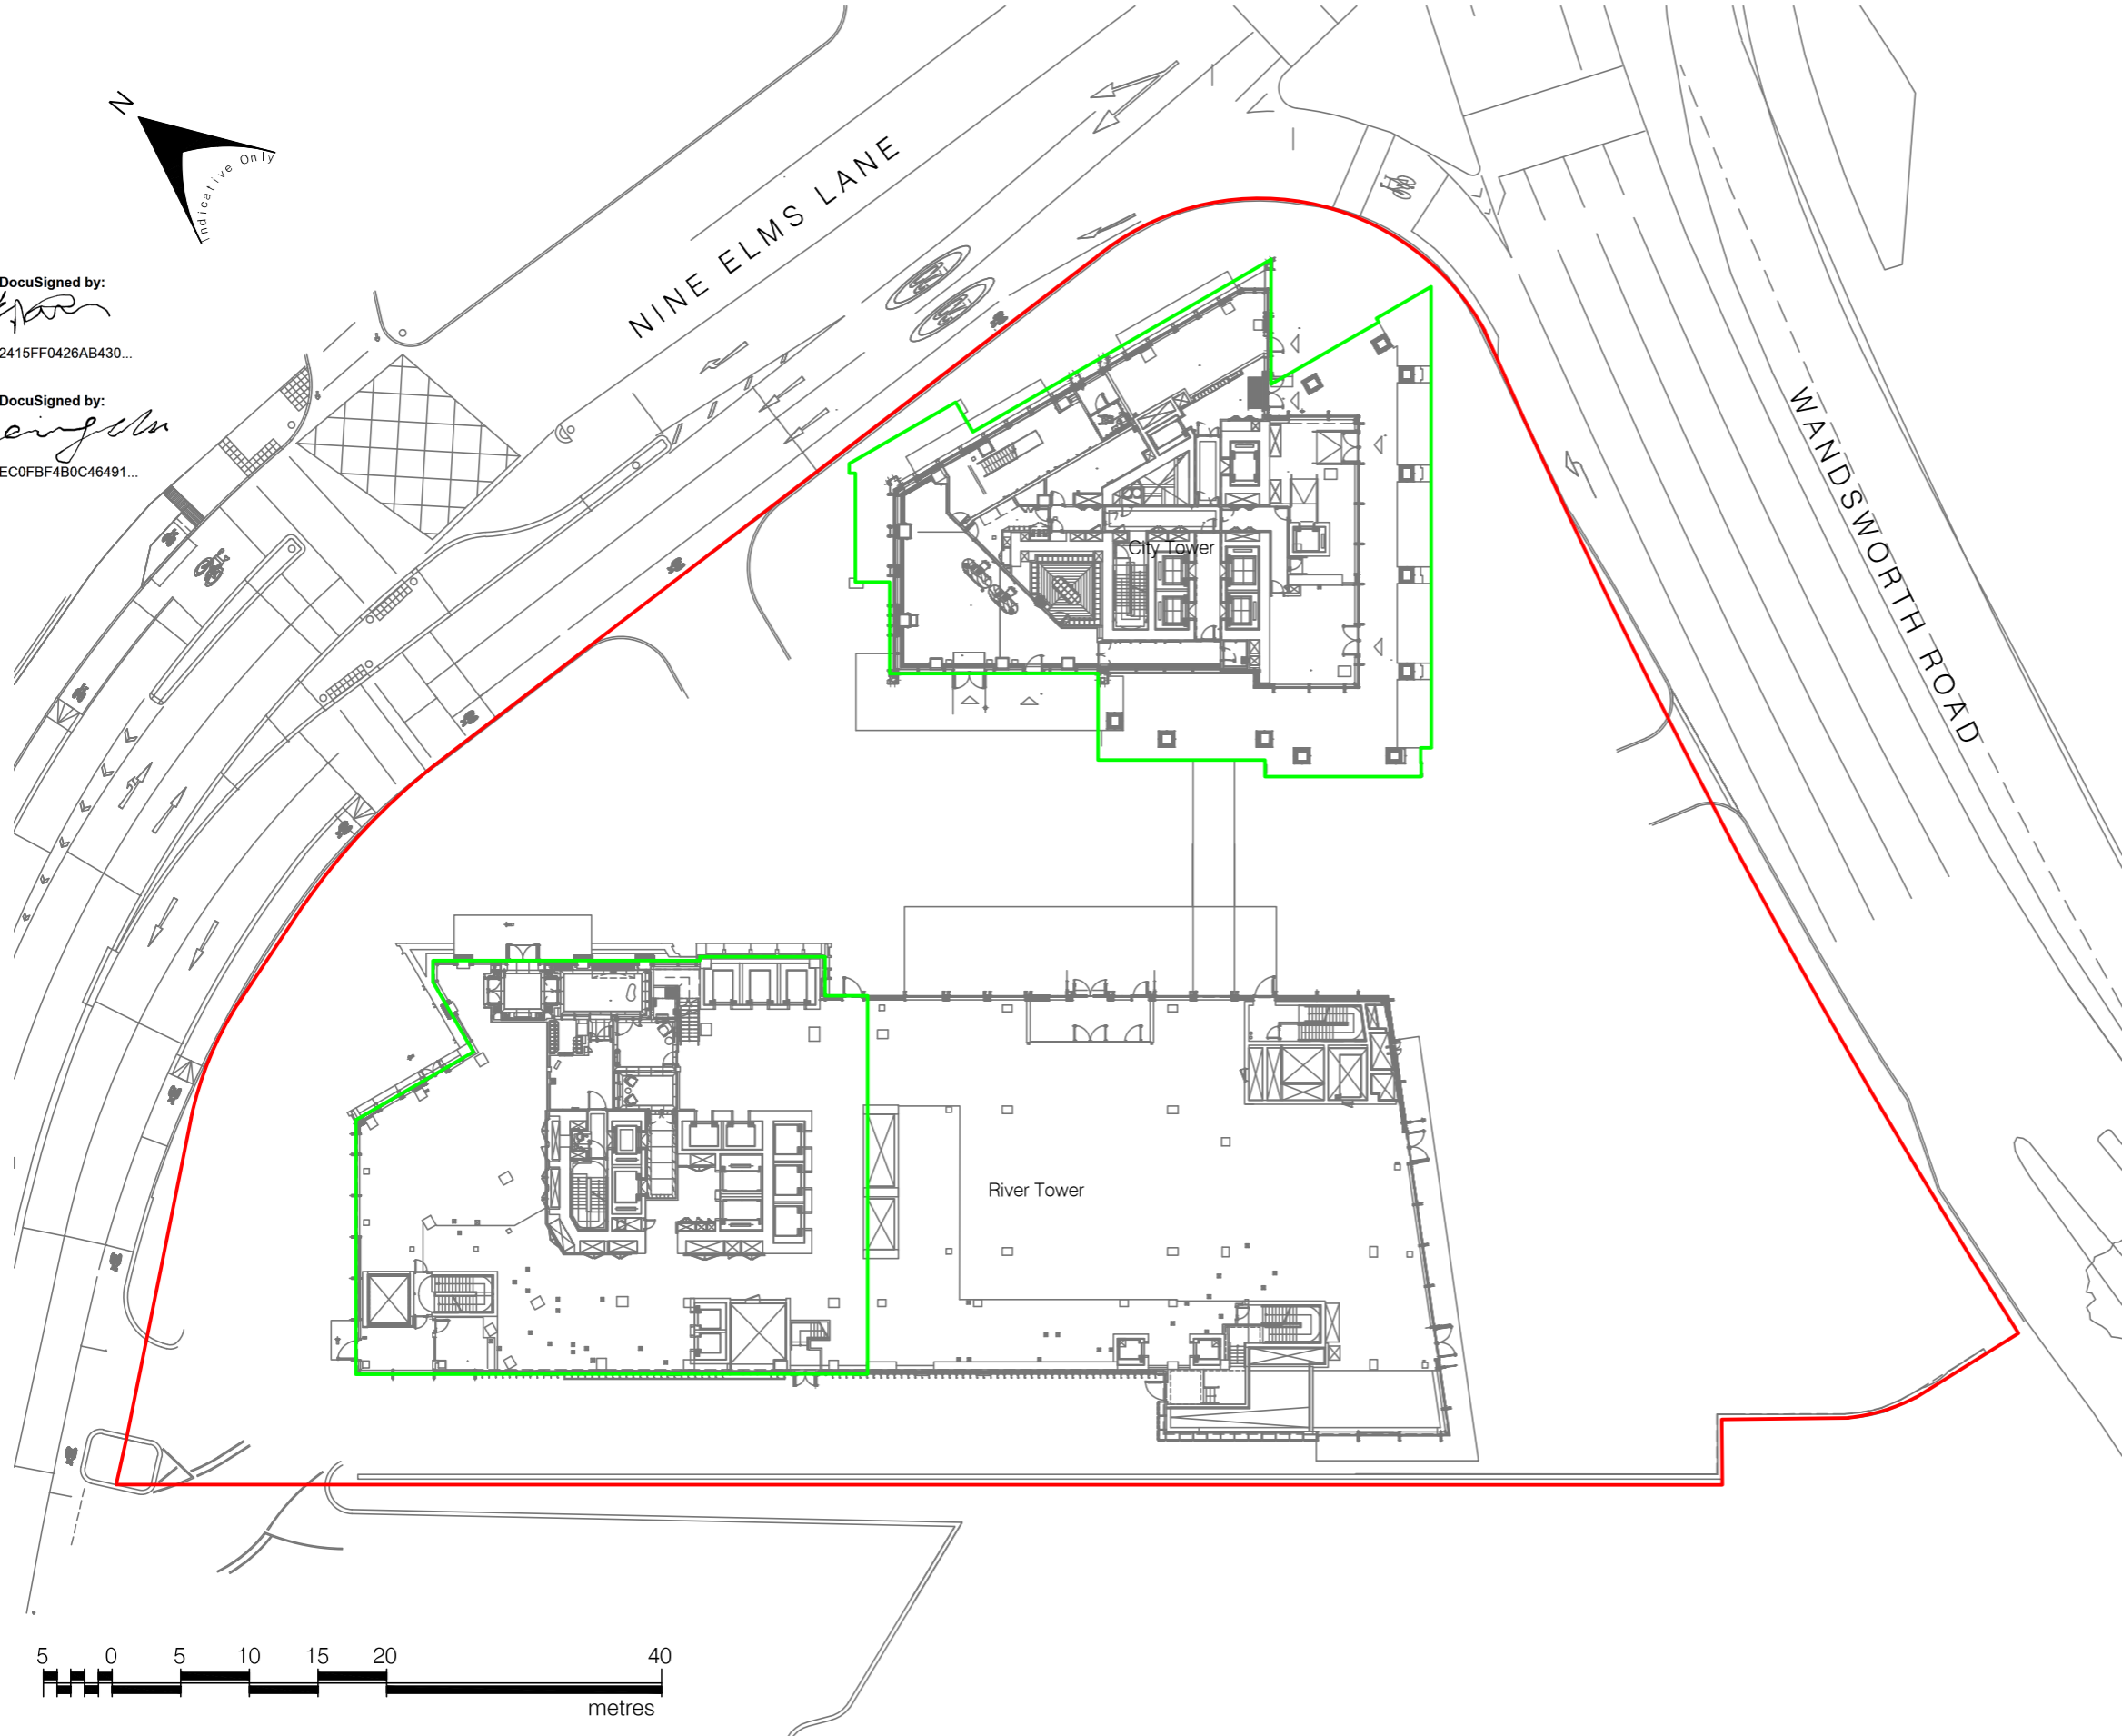 N
Indicative Only
DocuSigned by:
2415FF0426AB430...
DocuSigned by:
EC0FBF4B0C46491...
NINE ELMS LANE
WANDSWORTH ROAD
City Tower
River Tower
5 0 5 10 15 20 40
metres